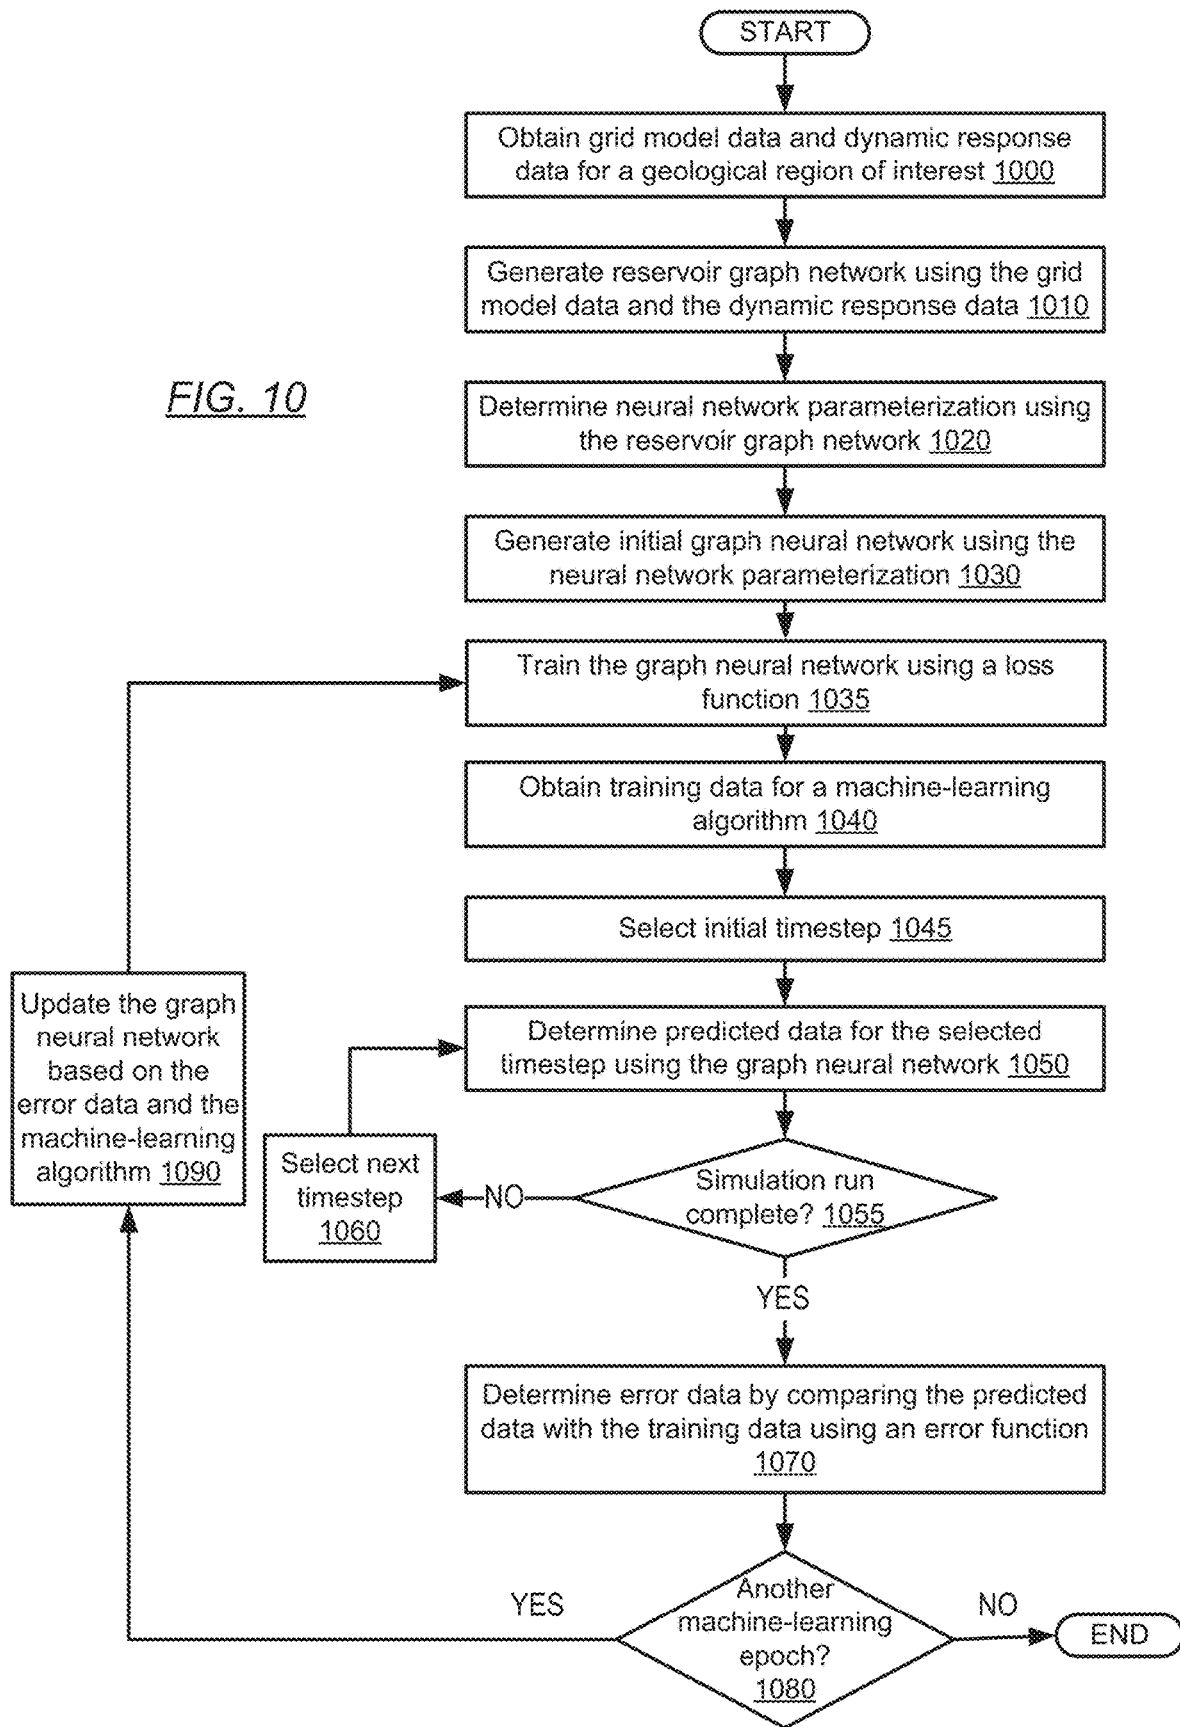 START
Obtain grid model data and dynamic response
data for a geological region of interest 1000
Generate reservoir graph network using the grid
model data and the dynamic response data 1010
FIG. 10
Determine neural network parameterization using
the reservoir graph network 1020
Generate initial graph neural network using the
neural network parameterization 1030
Train the graph neural network using a loss
function 1035
Obtain training data for a machine-learning
algorithm 1040
Select initial timestep 1045
Update the graph
neural network
based on the
error data and the
machine-learning
algorithm 1090
Determine predicted data for the selected
timestep using the graph neural network 1050
Select next
timestep
1060
NO
Simulation run
complete? 1055
YES
Determine error data by comparing the predicted
data with the training data using an error function
1070
YES
Another
machine-learning
epoch?
1080
NO
END